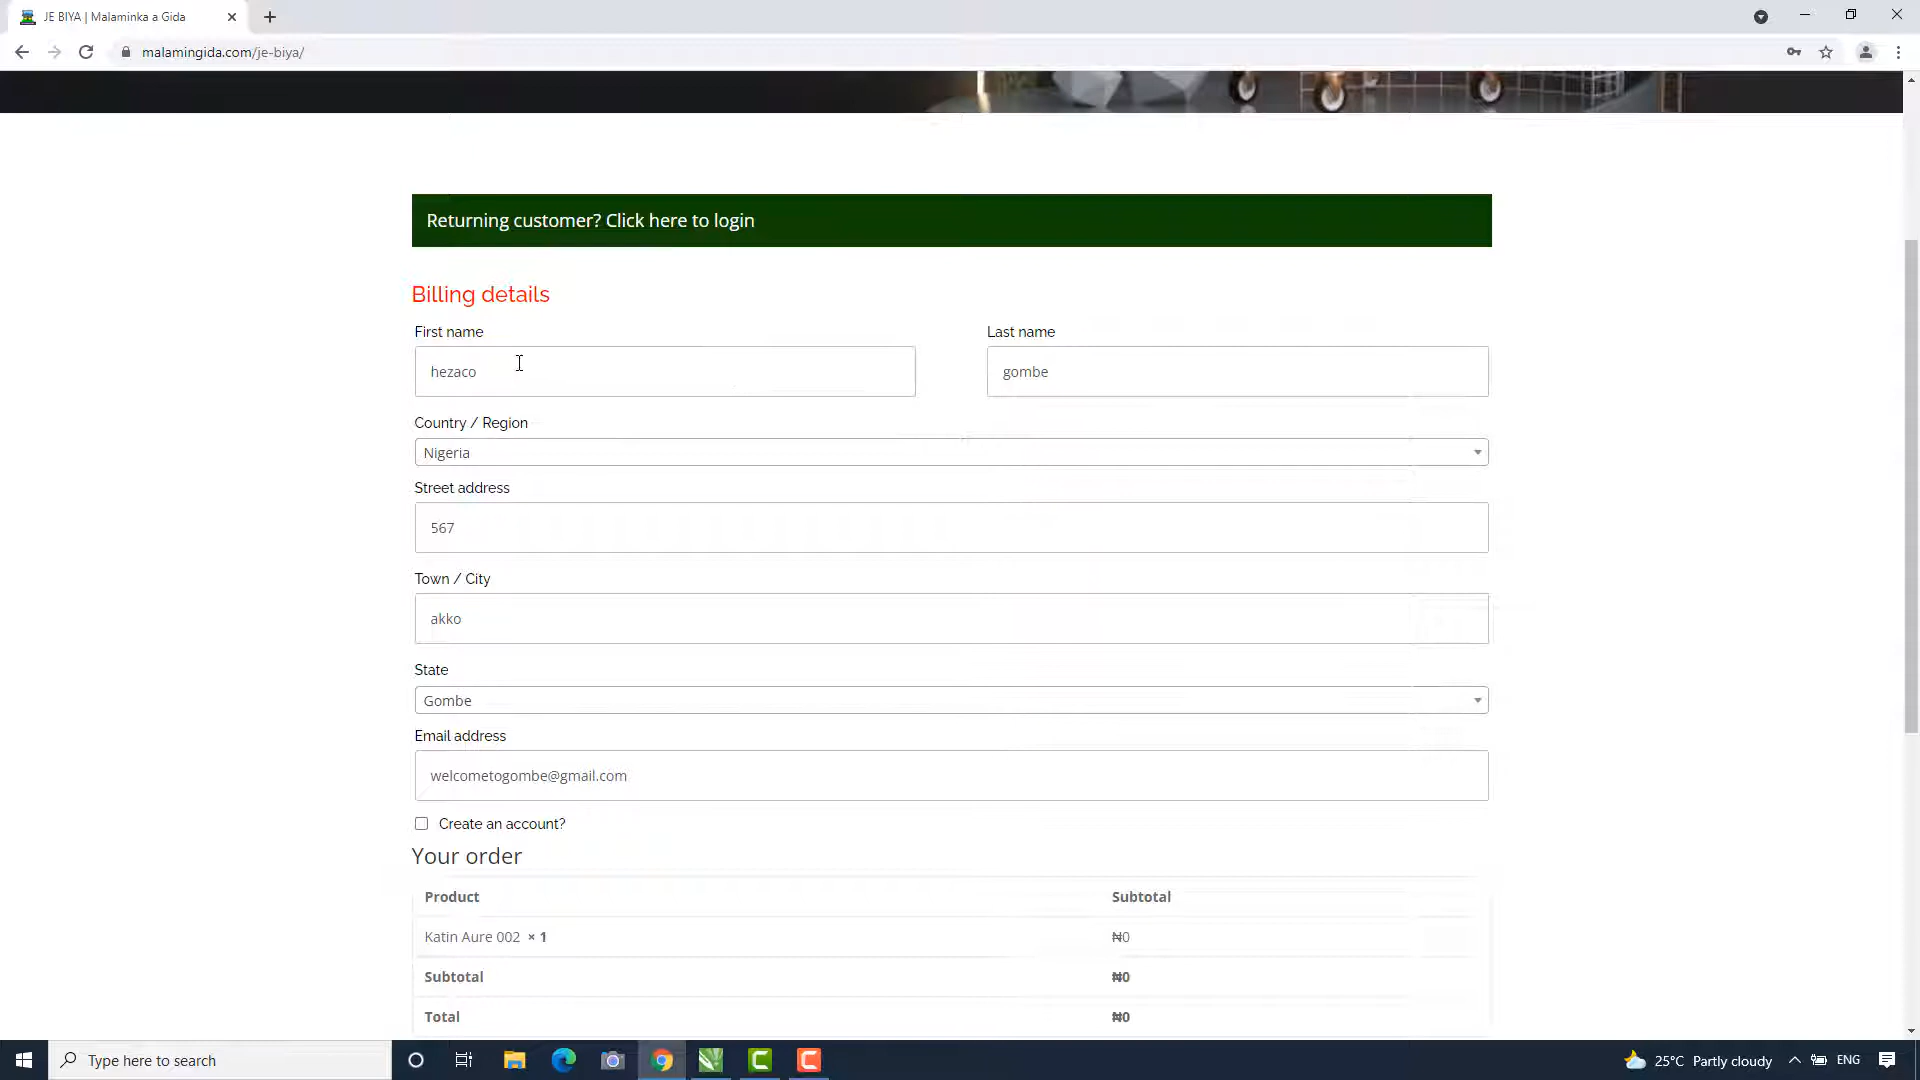 JE BIYA | Malaminka a Gida
malamingida.com/je-biya/
Returning customer? Click here to login
Billing details
First name
Last name
hezaco
gombe
Country / Region
Nigeria
Street address
567
Town / City
akko
State
Gombe
Email address
welcometogombe@gmail.com
Create an account?
Your order
Product
Subtotal
Katin Aure 002 × 1
₦0
Subtotal
₦0
Total
₦0
Type here to search
25°C Partly cloudy
ENG